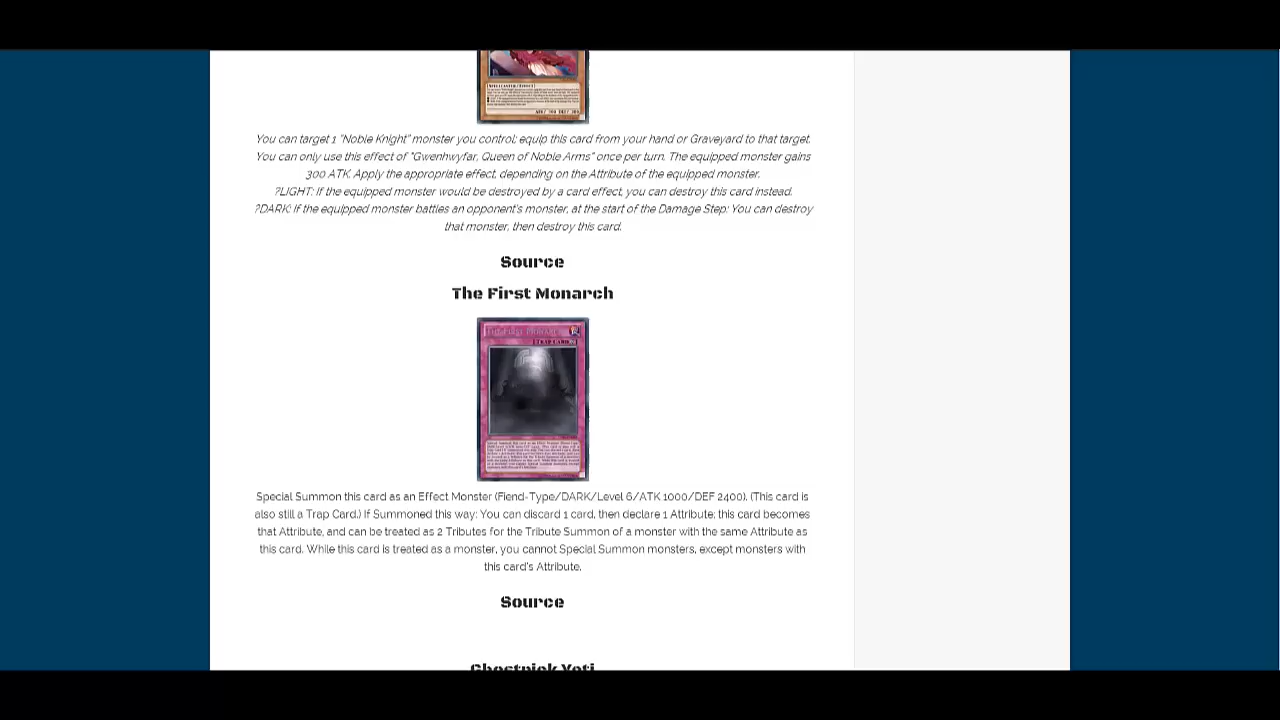 You can target 1 "Noble Knight" monster you control; equip this card from your hand or Graveyard to that target.
You can only use this effect of "Gwenhwyfar, Queen of Noble Arms" once per turn. The equipped monster gains
300 ATK. Apply the appropriate effect, depending on the Attribute of the equipped monster.
?LIGHT: If the equipped monster would be destroyed by a card effect, you can destroy this card instead.
?DARK: If the equipped monster battles an opponent's monster, at the start of the Damage Step: You can destroy
that monster, then destroy this card.
Source
The First Monarch
Special Summon this card as an Effect Monster (Fiend-Type/DARK/Level 6/ATK 1000/DEF 2400). (This card is
also still a Trap Card.) If Summoned this way: You can discard 1 card, then declare 1 Attribute; this card becomes
that Attribute, and can be treated as 2 Tributes for the Tribute Summon of a monster with the same Attribute as
this card. While this card is treated as a monster, you cannot Special Summon monsters, except monsters with
this card's Attribute.
Source
Ghostrick Yeti